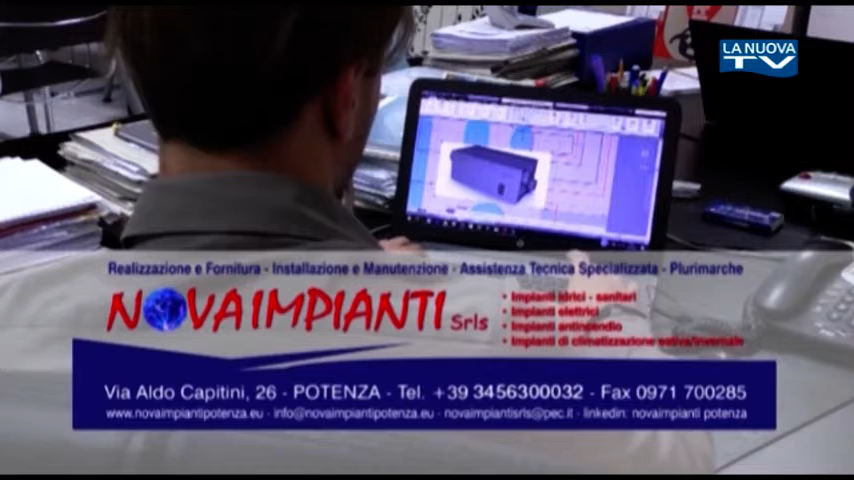 LA NUOVA
TV
Realizzazione e Fornitura - Installazione e Manutenzione - Assistenza Tecnica Specializzata - Plurimarche
NOVAIMPIANTI Srls
• Impianti idrici - sanitari
• Impianti elettrici
• Impianti antincendio
• Impianti di climatizzazione estiva/invernale
Via Aldo Capitini, 26 - POTENZA - Tel. +39 3456300032 - Fax 0971 700285
www.novaimpiantipotenza.eu - info@novaimpiantipotenza.eu - novaimpiantisrls@pec.it - linkedin: novaimpianti potenza